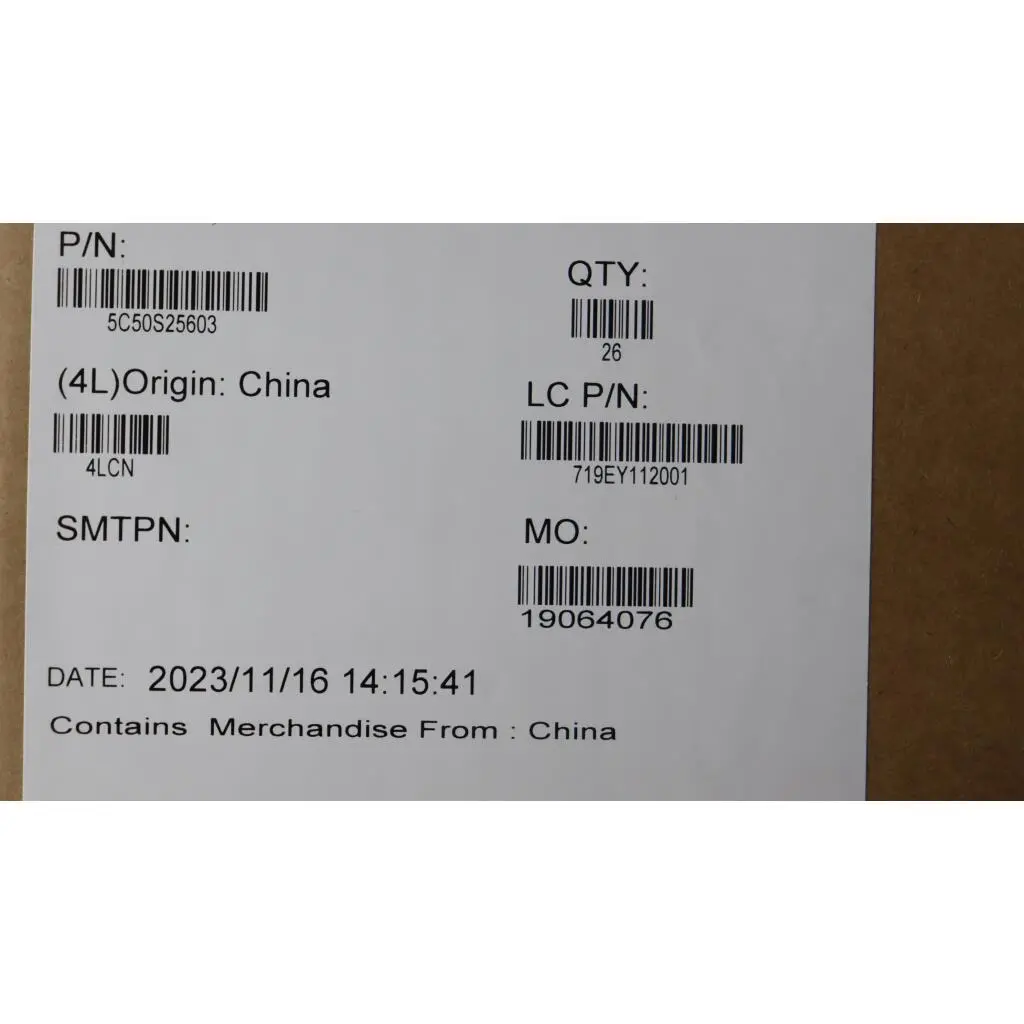 P/N:
5C50S25603
QTY:
26
(4L)Origin: China
4LCN
LC P/N:
719EY112001
SMTPN:
MO:
19064076
DATE: 2023/11/16 14:15:41
Contains Merchandise From : China